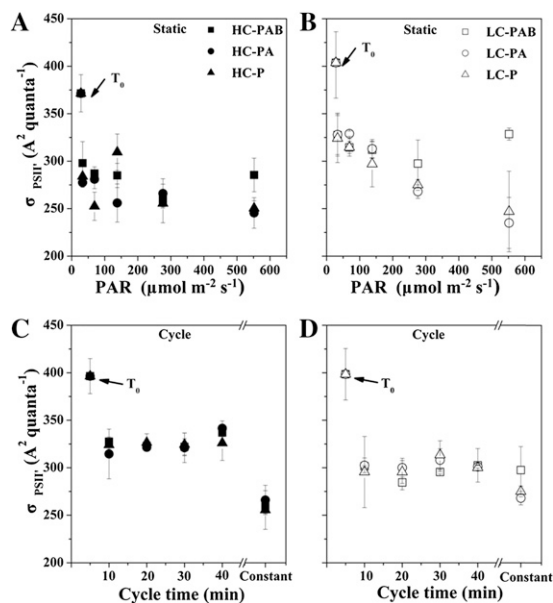 A
Static
HC-PAB
HC-PA
HC-P
T₀
σ PSII', (A² quanta⁻¹)
400
350
300
250
200
0 100 200 300 400 500 600
PAR (µmol m⁻² s⁻¹)
B
Static
LC-PAB
LC-PA
LC-P
T₀
400
350
300
250
200
0 100 200 300 400 500 600
PAR (µmol m⁻² s⁻¹)
C
Cycle
T₀
σ PSII', (A² quanta⁻¹)
450
400
350
300
250
200
10 20 30 40 Constant
Cycle time (min)
D
Cycle
T₀
450
400
350
300
250
200
10 20 30 40 Constant
Cycle time (min)